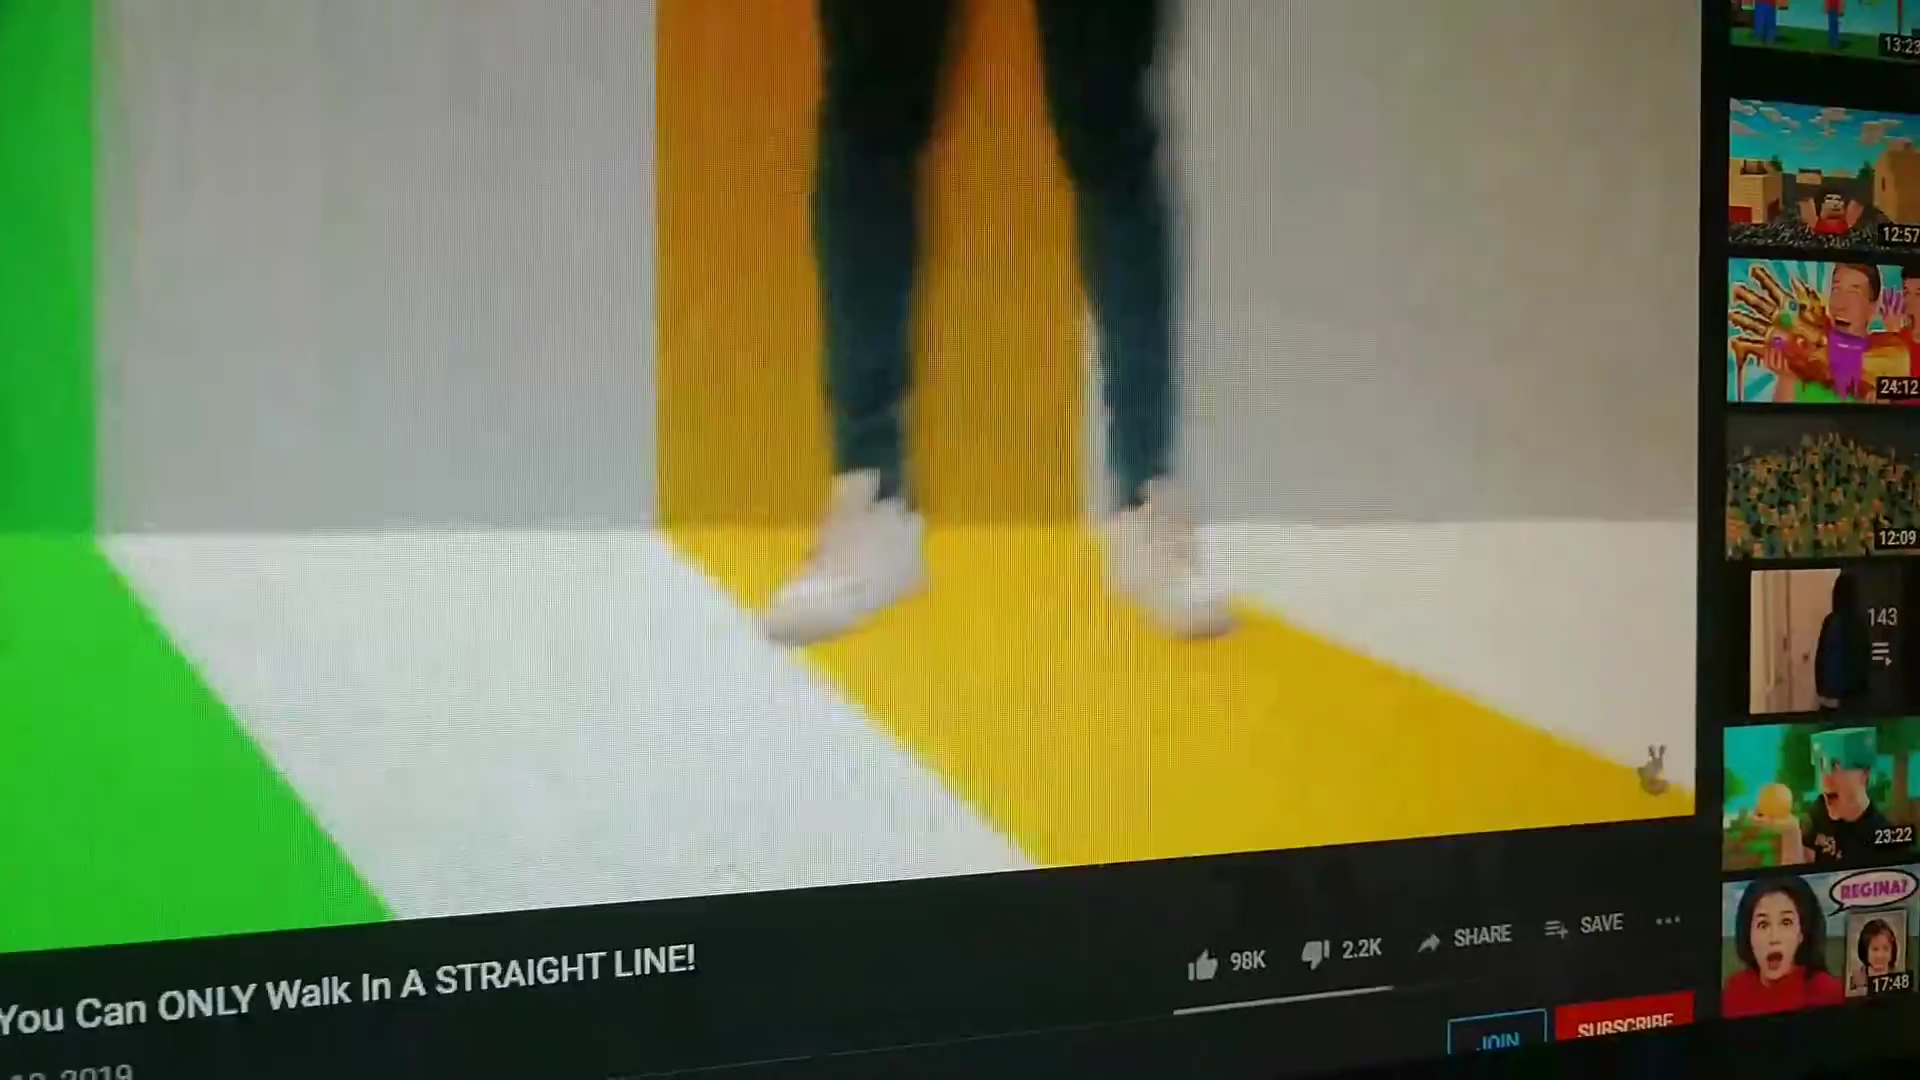 13:23
12:57
24:12
12:09
143
23:22
REGINA?
17:48
You Can ONLY Walk In A STRAIGHT LINE!
98K
2.2K
SHARE
SAVE
JOIN
SUBSCRIBE
2019